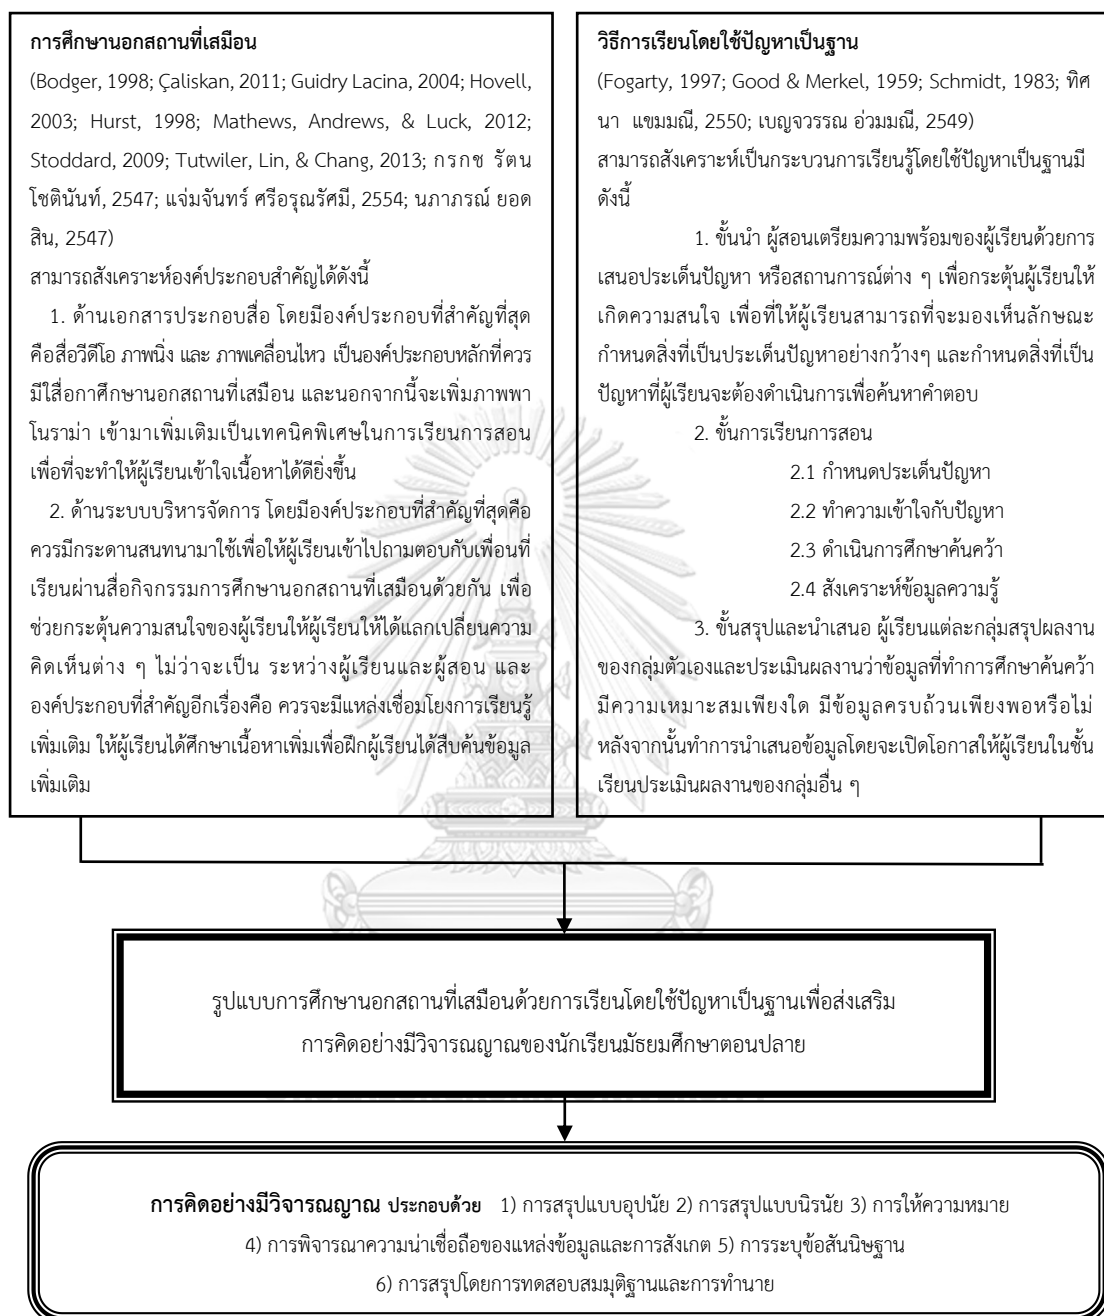 การศึกษานอกสถานที่เสมือน
(Bodger, 1998; Çaliskan, 2011; Guidry Lacina, 2004; Hovell,
2003; Hurst, 1998; Mathews, Andrews, & Luck, 2012;
Stoddard, 2009; Tutwiler, Lin, & Chang, 2013; กรกช รัตน
โชตินันท์, 2547; แจ่มจันทร์ ศรีอรุณรัศมี, 2554; นภาภรณ์ ยอด
สิน, 2547)
สามารถสังเคราะห์องค์ประกอบสำคัญได้ดังนี้
1. ด้านเอกสารประกอบสื่อ โดยมีองค์ประกอบที่สำคัญที่สุด
คือสื่อวีดีโอ ภาพนิ่ง และ ภาพเคลื่อนไหว เป็นองค์ประกอบหลักที่ควร
มีใสื่อกาศึกษานอกสถานที่เสมือน และนอกจากนี้จะเพิ่มภาพพา
โนราม่า เข้ามาเพิ่มเติมเป็นเทคนิคพิเศษในการเรียนการสอน
เพื่อที่จะทำให้ผู้เรียนเข้าใจเนื้อหาได้ดียิ่งขึ้น
2. ด้านระบบบริหารจัดการ โดยมีองค์ประกอบที่สำคัญที่สุดคือ
ควรมีกระดานสนทนามาใช้เพื่อให้ผู้เรียนเข้าไปถามตอบกับเพื่อนที่
เรียนผ่านสื่อกิจกรรมการศึกษานอกสถานที่เสมือนด้วยกัน เพื่อ
ช่วยกระตุ้นความสนใจของผู้เรียนให้ผู้เรียนให้ได้แลกเปลี่ยนความ
คิดเห็นต่าง ๆ ไม่ว่าจะเป็น ระหว่างผู้เรียนและผู้สอน และ
องค์ประกอบที่สำคัญอีกเรื่องคือ ควรจะมีแหล่งเชื่อมโยงการเรียนรู้
เพิ่มเติม ให้ผู้เรียนได้ศึกษาเนื้อหาเพิ่มเพื่อฝึกผู้เรียนได้สืบค้นข้อมูล
เพิ่มเติม
วิธีการเรียนโดยใช้ปัญหาเป็นฐาน
(Fogarty, 1997; Good & Merkel, 1959; Schmidt, 1983; ทิศ
นา แขมมณี, 2550; เบญจวรรณ อ่วมมณี, 2549)
สามารถสังเคราะห์เป็นกระบวนการเรียนรู้โดยใช้ปัญหาเป็นฐานมี
ดังนี้
1. ขั้นนำ ผู้สอนเตรียมความพร้อมของผู้เรียนด้วยการ
เสนอประเด็นปัญหา หรือสถานการณ์ต่าง ๆ เพื่อกระตุ้นผู้เรียนให้
เกิดความสนใจ เพื่อที่ให้ผู้เรียนสามารถที่จะมองเห็นลักษณะ
กำหนดสิ่งที่เป็นประเด็นปัญหาอย่างกว้างๆ และกำหนดสิ่งที่เป็น
ปัญหาที่ผู้เรียนจะต้องดำเนินการเพื่อค้นหาคำตอบ
2. ขั้นการเรียนการสอน
2.1 กำหนดประเด็นปัญหา
2.2 ทำความเข้าใจกับปัญหา
2.3 ดำเนินการศึกษาค้นคว้า
2.4 สังเคราะห์ข้อมูลความรู้
3. ขั้นสรุปและนำเสนอ ผู้เรียนแต่ละกลุ่มสรุปผลงาน
ของกลุ่มตัวเองและประเมินผลงานว่าข้อมูลที่ทำการศึกษาค้นคว้า
มีความเหมาะสมเพียงใด มีข้อมูลครบถ้วนเพียงพอหรือไม่
หลังจากนั้นทำการนำเสนอข้อมูลโดยจะเปิดโอกาสให้ผู้เรียนในชั้น
เรียนประเมินผลงานของกลุ่มอื่น ๆ
รูปแบบการศึกษานอกสถานที่เสมือนด้วยการเรียนโดยใช้ปัญหาเป็นฐานเพื่อส่งเสริม
การคิดอย่างมีวิจารณญาณของนักเรียนมัธยมศึกษาตอนปลาย
การคิดอย่างมีวิจารณญาณ ประกอบด้วย 1) การสรุปแบบอุปนัย 2) การสรุปแบบนิรนัย 3) การให้ความหมาย
4) การพิจารณาความน่าเชื่อถือของแหล่งข้อมูลและการสังเกต 5) การระบุข้อสันนิษฐาน
6) การสรุปโดยการทดสอบสมมุติฐานและการทำนาย